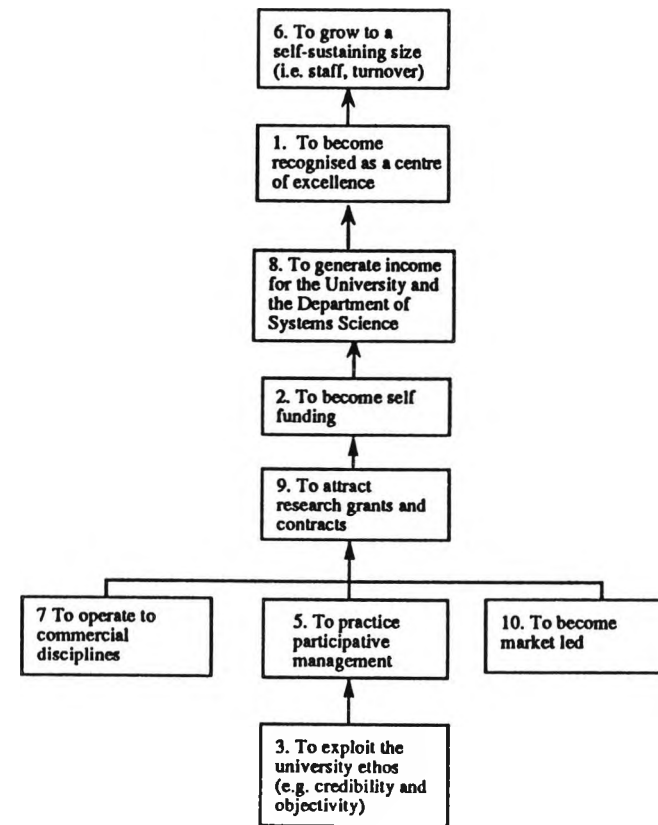 6. To grow to a
self-sustaining size
(i.e. staff, turnover)
1. To become
recognised as a centre
of excellence
8. To generate income
for the University and
the Department of
Systems Science
2. To become self
funding
9. To attract
research grants and
contracts
7 To operate to
commercial
disciplines
5. To practice
participative
management
10. To become
market led
3. To exploit the
university ethos
(e.g. credibility and
objectivity)